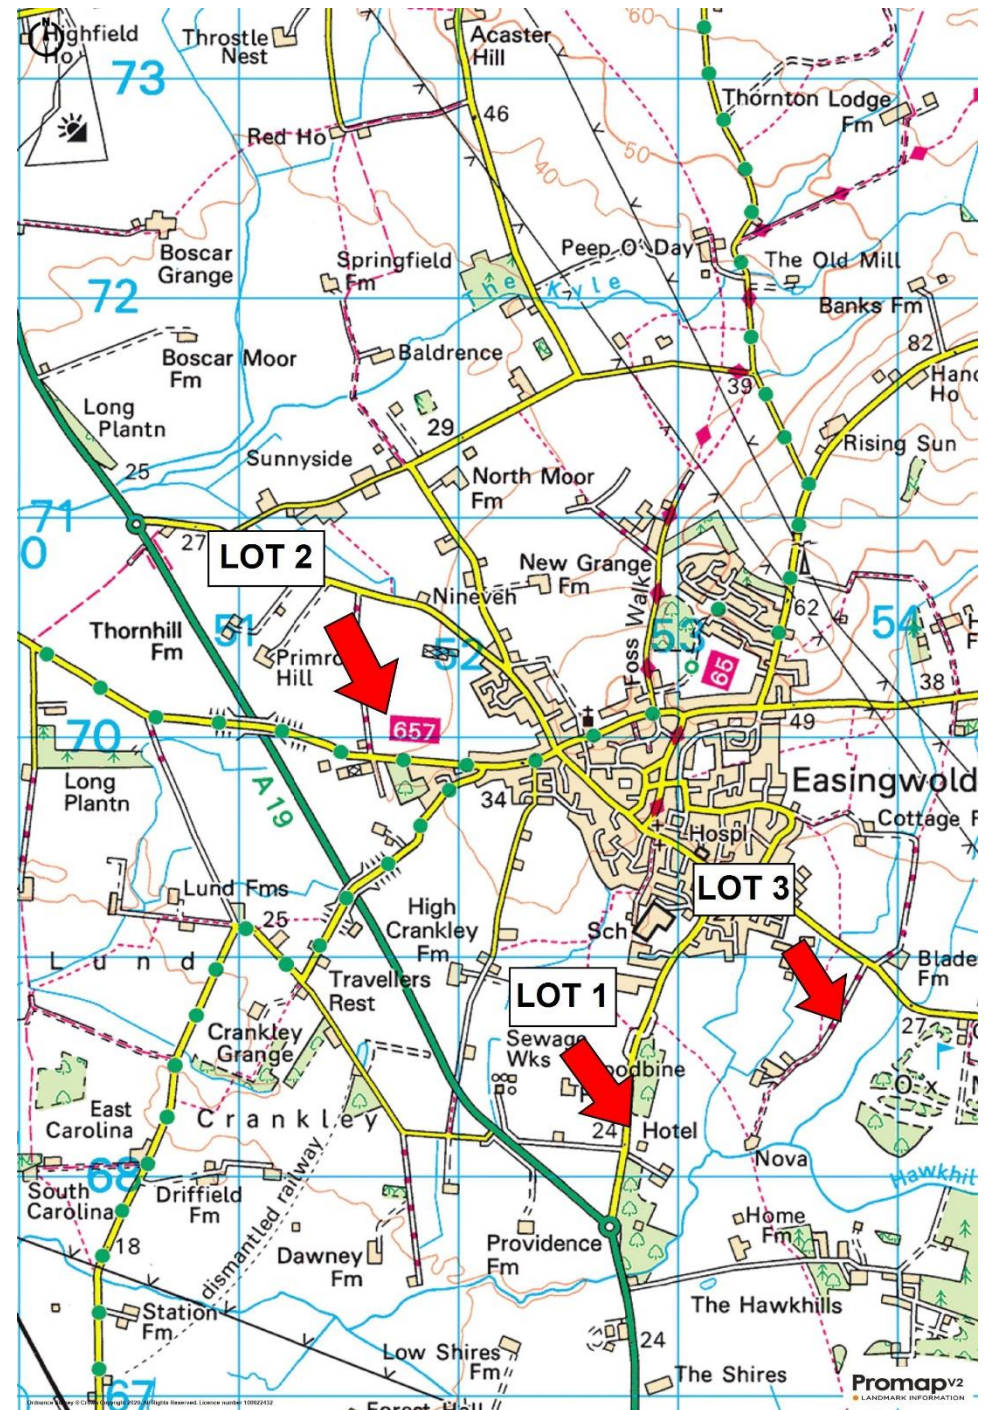 N
Highfield
Ho
Throstle
Nest
Acaster
Hill
60
73
Thornton Lodge
Fm
46
Red Ho
50
40
Boscar
Grange
Springfield
Fm
Peep O' Day
The Old Mill
The Kyle
72
Banks Fm
Boscar Moor
Fm
Baldrence
82
39
Long
Plantn
29
Rising Sun
Sunnyside
25
North Moor
Fm
71
0
27
LOT 2
New Grange
Fm
Nineveh
Foss Walk
62
Thornhill
Fm
51
52
53
54
Primro
Hill
65
38
657
49
70
Long
Plantn
A 19
34
Easingwold
Cottage F
Hospl
LOT 3
Lund Fms
25
High
Crankley
Fm
Sch
Lund
Blade
Fm
Travellers
Rest
LOT 1
27
Crankley
Grange
Sewage
Wks
oodbine
East
Carolina
Crankley
24
Hotel
Nova
68
South
Carolina
Driffield
Fm
Hawkhil
dismantled railway
Home
Fm
18
Dawney
Fm
Providence
Fm
Station
Fm
The Hawkhills
24
Low Shires
Fm
The Shires
67
Forest Hall
Promap V2
LANDMARK INFORMATION